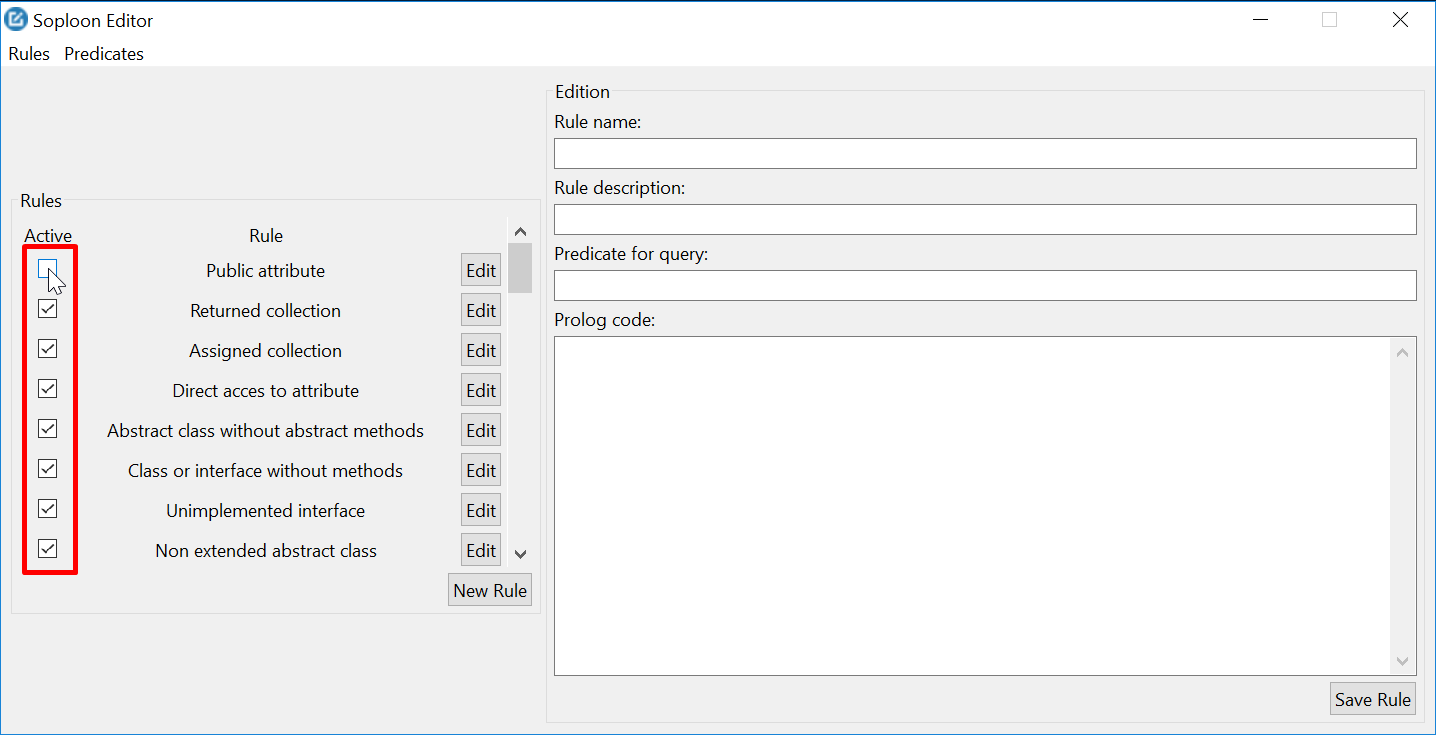 Soploon Editor
Rules Predicates
Rules
Active Rule
Public attribute Edit
Returned collection Edit
Assigned collection Edit
Direct acces to attribute Edit
Abstract class without abstract methods Edit
Class or interface without methods Edit
Unimplemented interface Edit
Non extended abstract class Edit
New Rule
Edition
Rule name:
Rule description:
Predicate for query:
Prolog code:
Save Rule